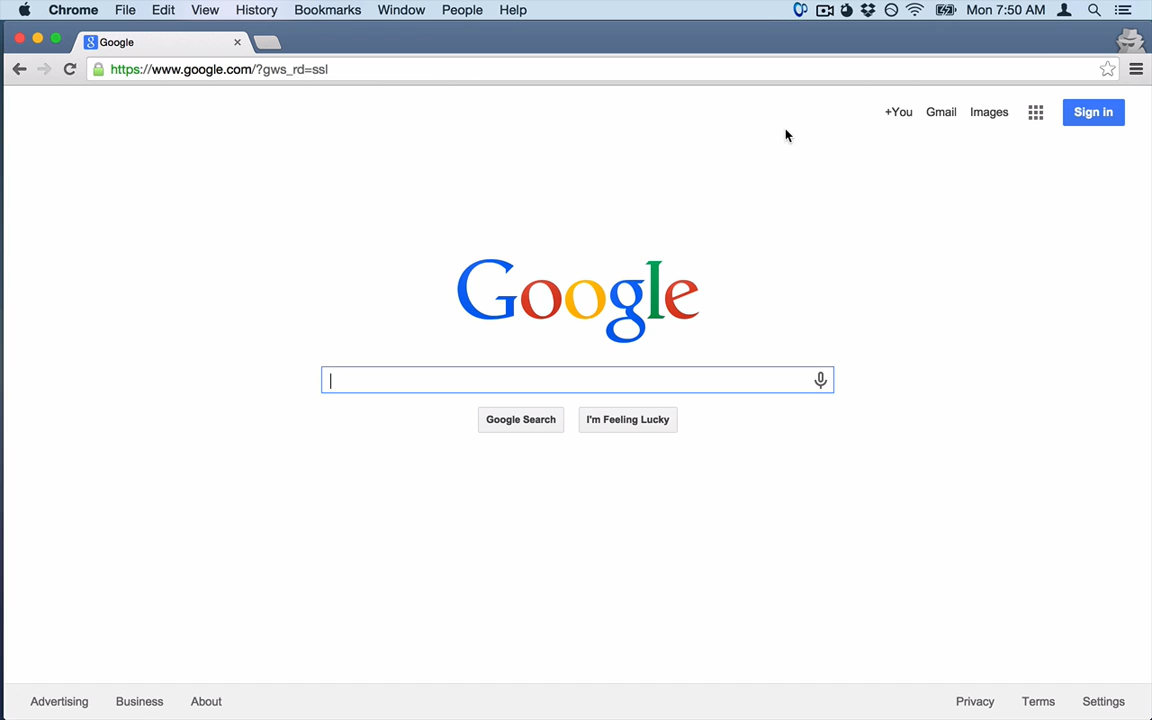 Chrome File Edit View History Bookmarks Window People Help Mon 7:50 AM
Google
https://www.google.com/?gws_rd=ssl
+You Gmail Images Sign in
Google
Google Search I'm Feeling Lucky
Advertising Business About Privacy Terms Settings